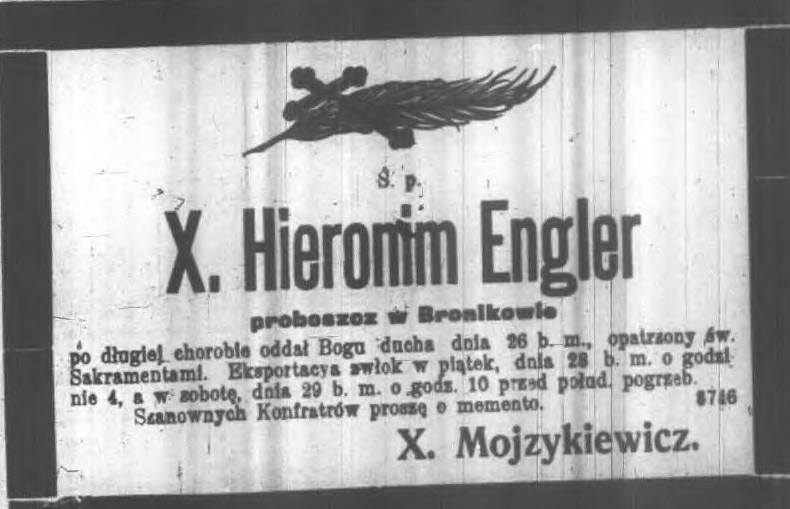 Ś. p.
X. Hieronim Engler
proboszcz w Bronikowie
po długiej chorobie oddał Bogu ducha dnia 26 b. m., opatrzony św.
Sakramentami. Eksportacya zwłok w piątek, dnia 28 b. m. o godzi-
nie 4, a w sobotę, dnia 29 b. m. o godz. 10 przed połud. pogrzeb.
Szanownych Konfratrów proszę o memento. 8746
X. Mojzykiewicz.